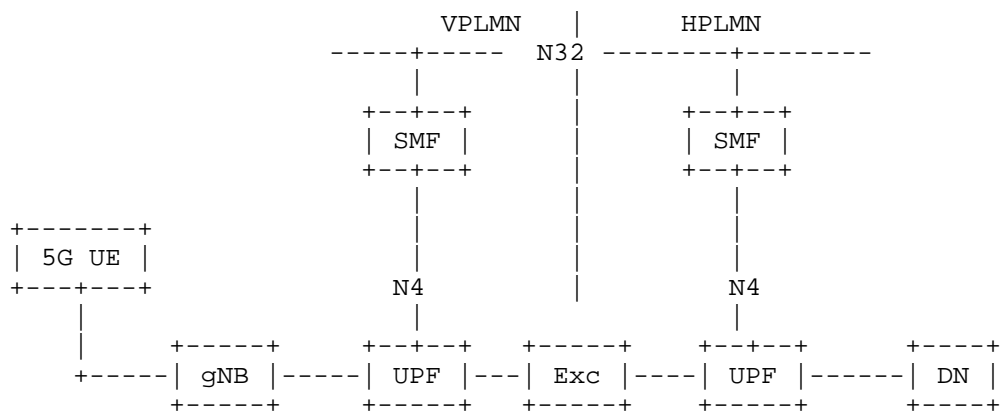 VPLMN HPLMN
N32
SMF SMF
5G UE
N4 N4
gNB UPF Exc UPF DN